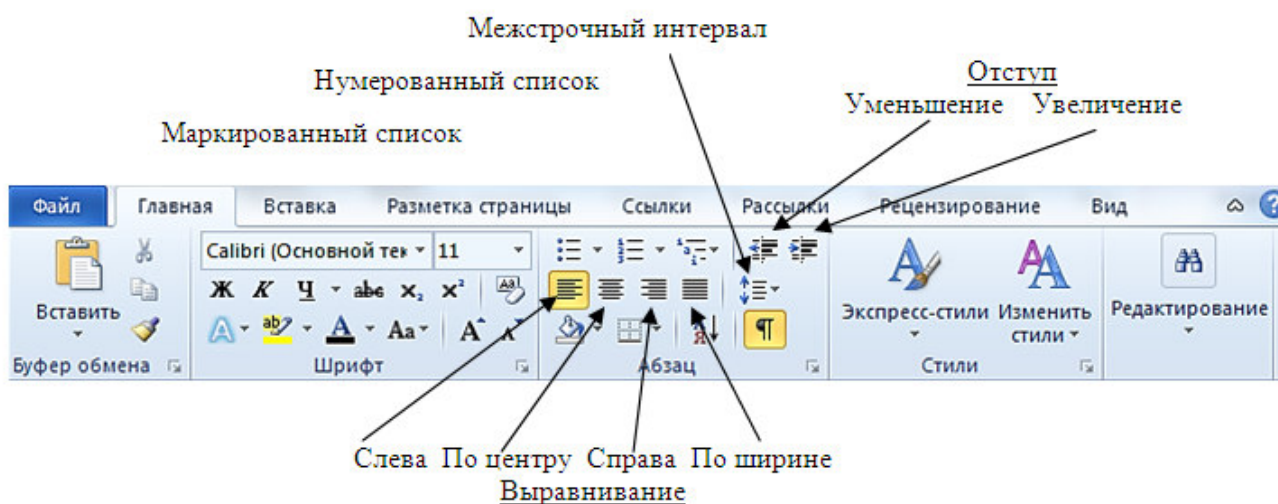 Межстрочный интервал
Нумерованный список
Отступ
Уменьшение Увеличение
Маркированный список
Файл Главная Вставка Разметка страницы Ссылки Рассылки Рецензирование Вид
Calibri (Основной тек 11
Ж К Ч abc x₂ x² Aa
Вставить
ab A Aa A A
А Я ¶
Экспресс-стили Изменить стили
Редактирование
Буфер обмена Шрифт Абзац Стили
Слева По центру Справа По ширине
Выравнивание